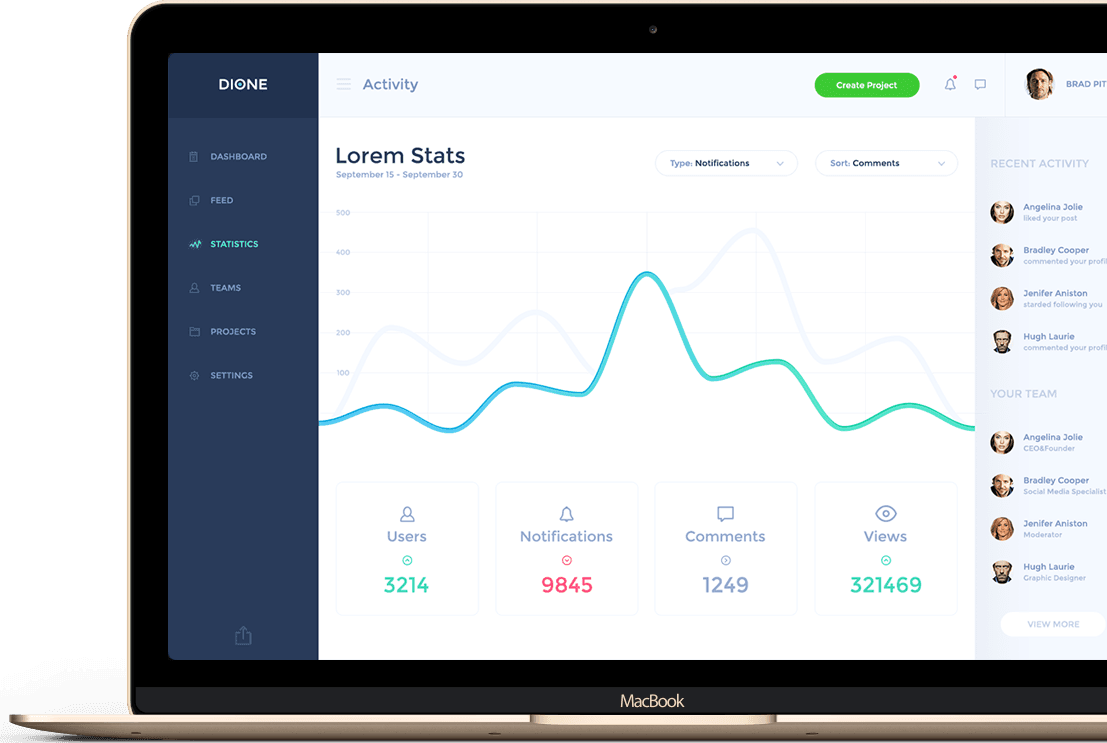 DIONE
Activity
Create Project
BRAD PIT
DASHBOARD
FEED
STATISTICS
TEAMS
PROJECTS
SETTINGS
Lorem Stats
September 15 - September 30
Type: Notifications
Sort: Comments
500
400
300
200
100
Users
3214
Notifications
9845
Comments
1249
Views
321469
RECENT ACTIVITY
Angelina Jolie
liked your post
Bradley Cooper
commented your profil
Jenifer Aniston
starded following you
Hugh Laurie
commented your profil
YOUR TEAM
Angelina Jolie
CEO&Founder
Bradley Cooper
Social Media Specialist
Jenifer Aniston
Moderator
Hugh Laurie
Graphic Designer
VIEW MORE
MacBook